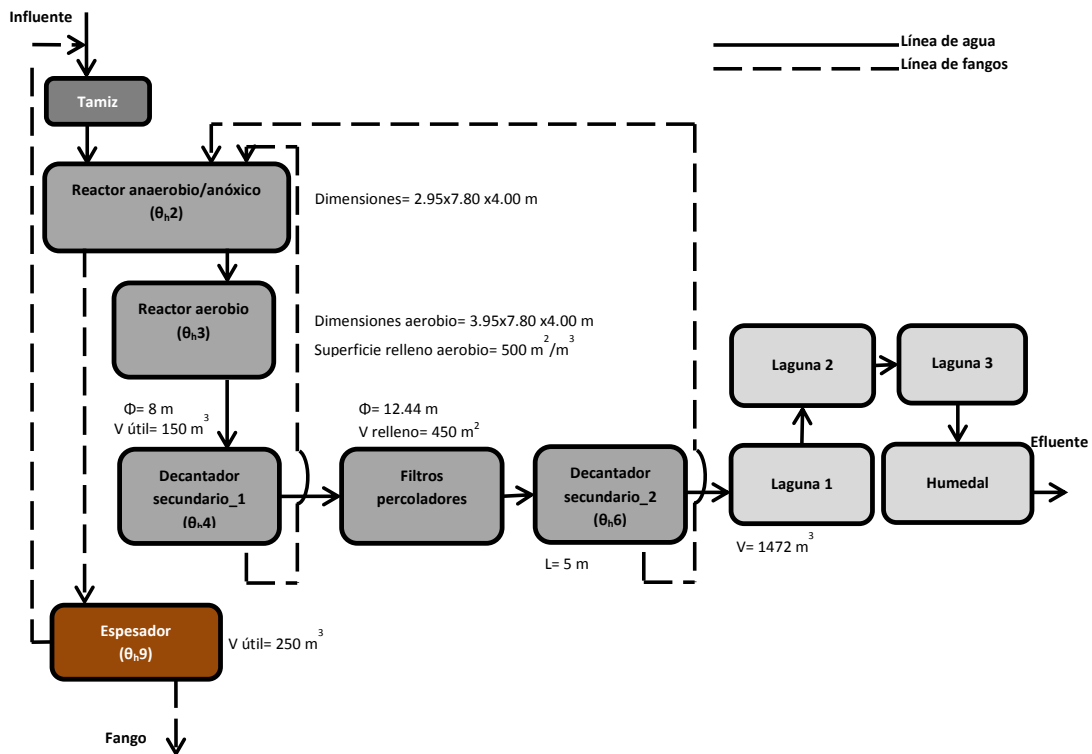 Influente
Línea de agua
Línea de fangos
Tamiz
Reactor anaerobio/anóxico
(θh2)
Dimensiones= 2.95x7.80 x4.00 m
Reactor aerobio
(θh3)
Dimensiones aerobio= 3.95x7.80 x4.00 m
Superficie relleno aerobio= 500 m²/m³
Φ= 8 m
V útil= 150 m³
Φ= 12.44 m
V relleno= 450 m²
Decantador
secundario_1
(θh4)
Filtros
percoladores
Decantador
secundario_2
(θh6)
L= 5 m
Laguna 1
V= 1472 m³
Laguna 2
Laguna 3
Humedal
Efluente
Espesador
(θh9)
V útil= 250 m³
Fango